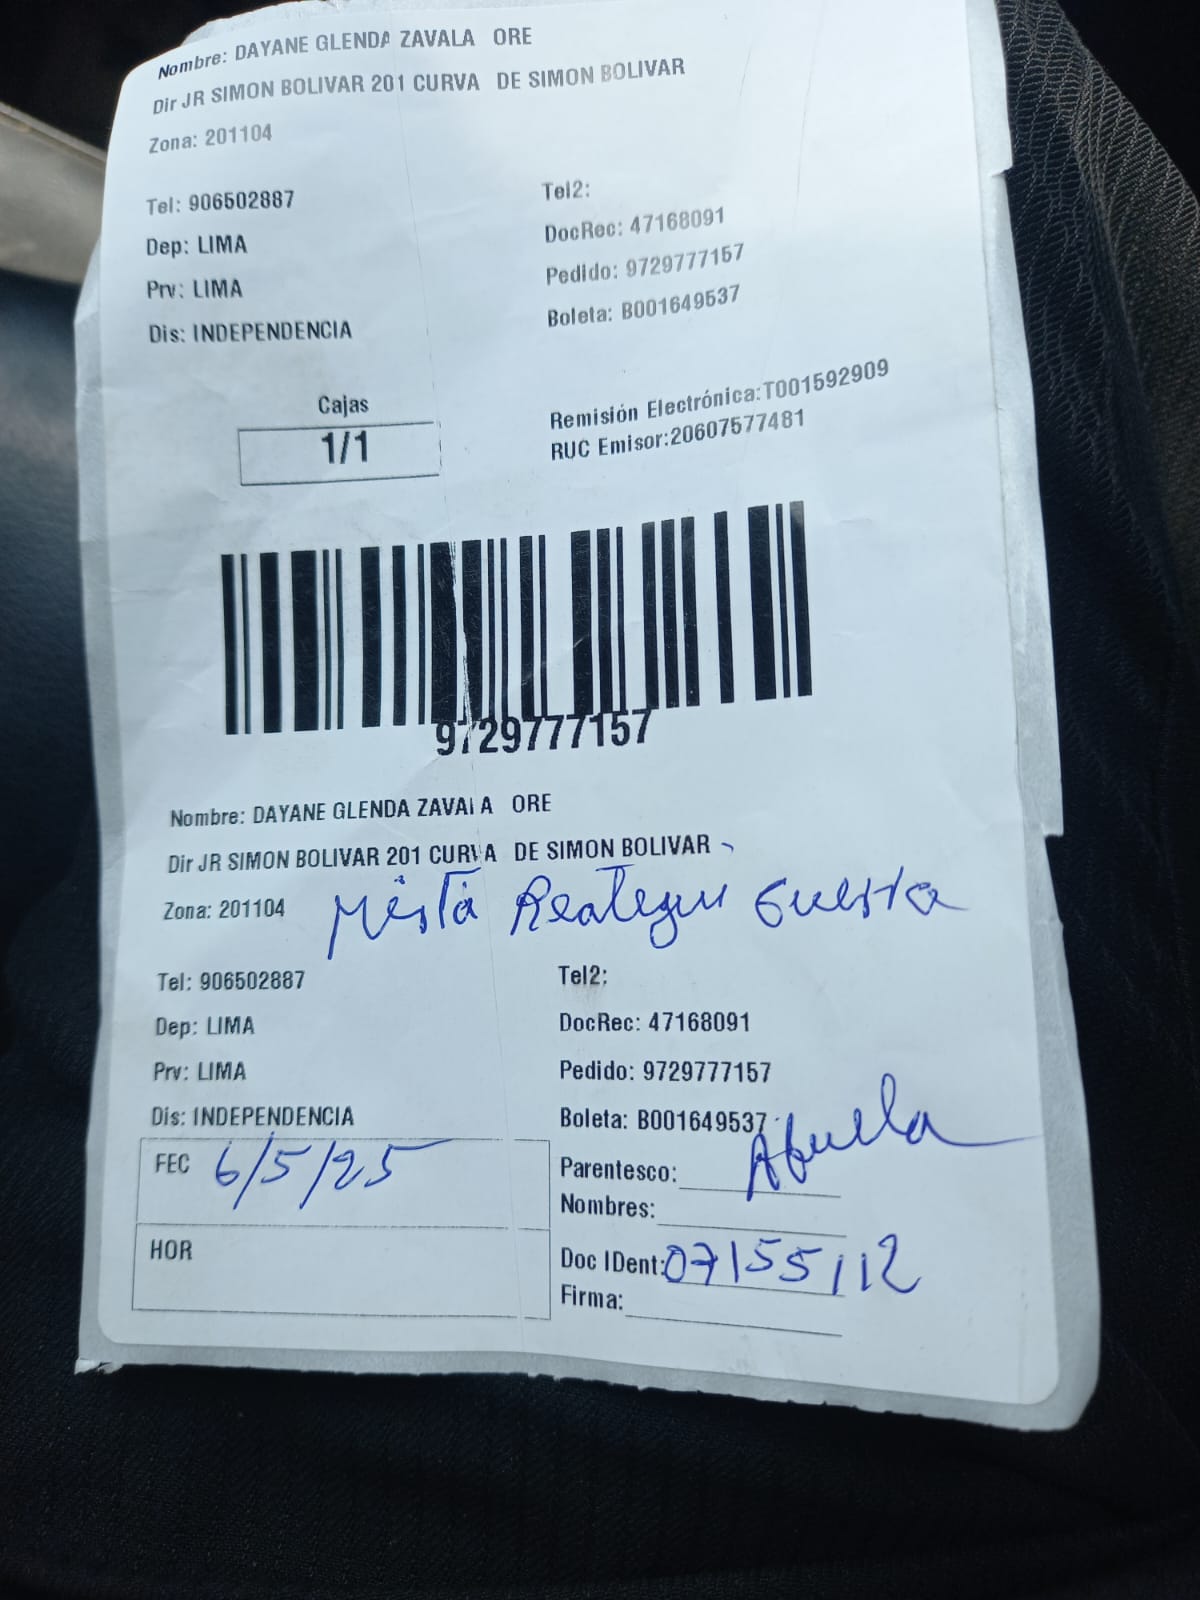 Nombre: DAYANE GLENDA ZAVALA ORE
Dir JR SIMON BOLIVAR 201 CURVA DE SIMON BOLIVAR
Zona: 201104
Tel: 906502887 Tel2:
Dep: LIMA DocRec: 47168091
Prv: LIMA Pedido: 9729777157
Dis: INDEPENDENCIA Boleta: B001649537
Cajas
1/1
Remisión Electrónica:T001592909
RUC Emisor:20607577481
9729777157
Nombre: DAYANE GLENDA ZAVALA ORE
Dir JR SIMON BOLIVAR 201 CURVA DE SIMON BOLIVAR
Zona: 201104
Tel: 906502887 Tel2:
Dep: LIMA DocRec: 47168091
Prv: LIMA Pedido: 9729777157
Dis: INDEPENDENCIA Boleta: B001649537
FEC 6/5/25
HOR
Parentesco: Abuela
Nombres:
Doc IDent: 07155112
Firma: